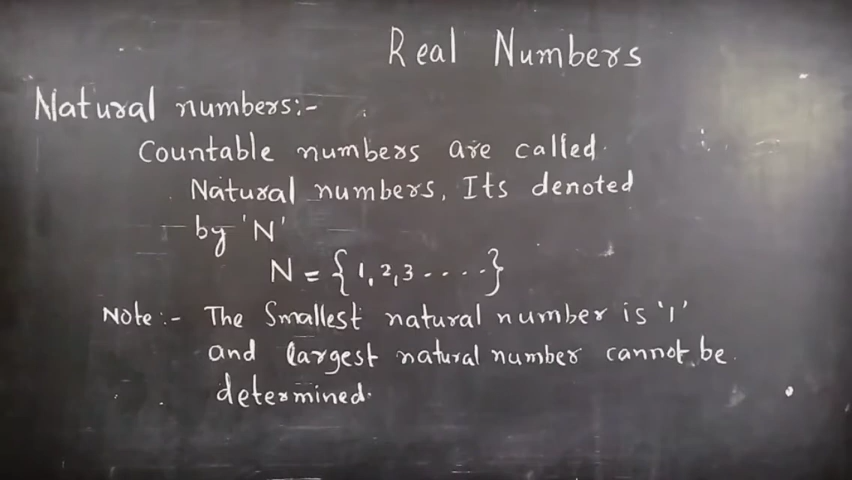 Real Numbers
Natural numbers:-
Countable numbers are called.
Natural numbers. Its denoted
by 'N'
N = {1, 2, 3 - - - - -}
Note:- The Smallest natural number is '1'
and largest natural number cannot be
determined.